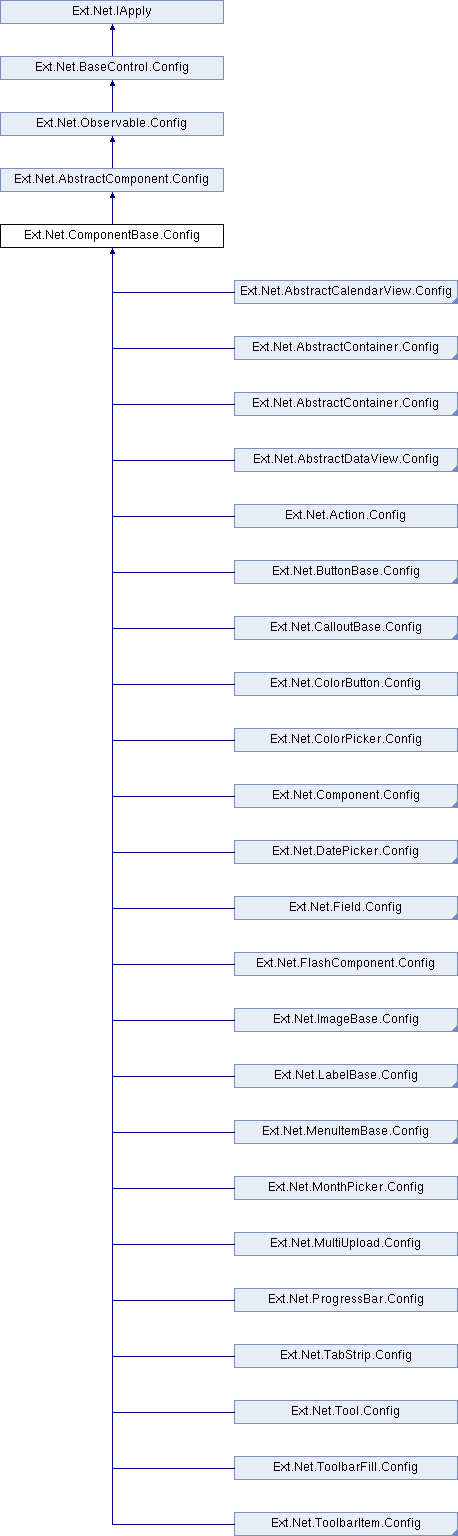 Ext.Net.IApply
Ext.Net.BaseControl.Config
Ext.Net.Observable.Config
Ext.Net.AbstractComponent.Config
Ext.Net.ComponentBase.Config
Ext.Net.AbstractCalendarView.Config
Ext.Net.AbstractContainer.Config
Ext.Net.AbstractContainer.Config
Ext.Net.AbstractDataView.Config
Ext.Net.Action.Config
Ext.Net.ButtonBase.Config
Ext.Net.CalloutBase.Config
Ext.Net.ColorButton.Config
Ext.Net.ColorPicker.Config
Ext.Net.Component.Config
Ext.Net.DatePicker.Config
Ext.Net.Field.Config
Ext.Net.FlashComponent.Config
Ext.Net.ImageBase.Config
Ext.Net.LabelBase.Config
Ext.Net.MenuItemBase.Config
Ext.Net.MonthPicker.Config
Ext.Net.MultiUpload.Config
Ext.Net.ProgressBar.Config
Ext.Net.TabStrip.Config
Ext.Net.Tool.Config
Ext.Net.ToolbarFill.Config
Ext.Net.ToolbarItem.Config